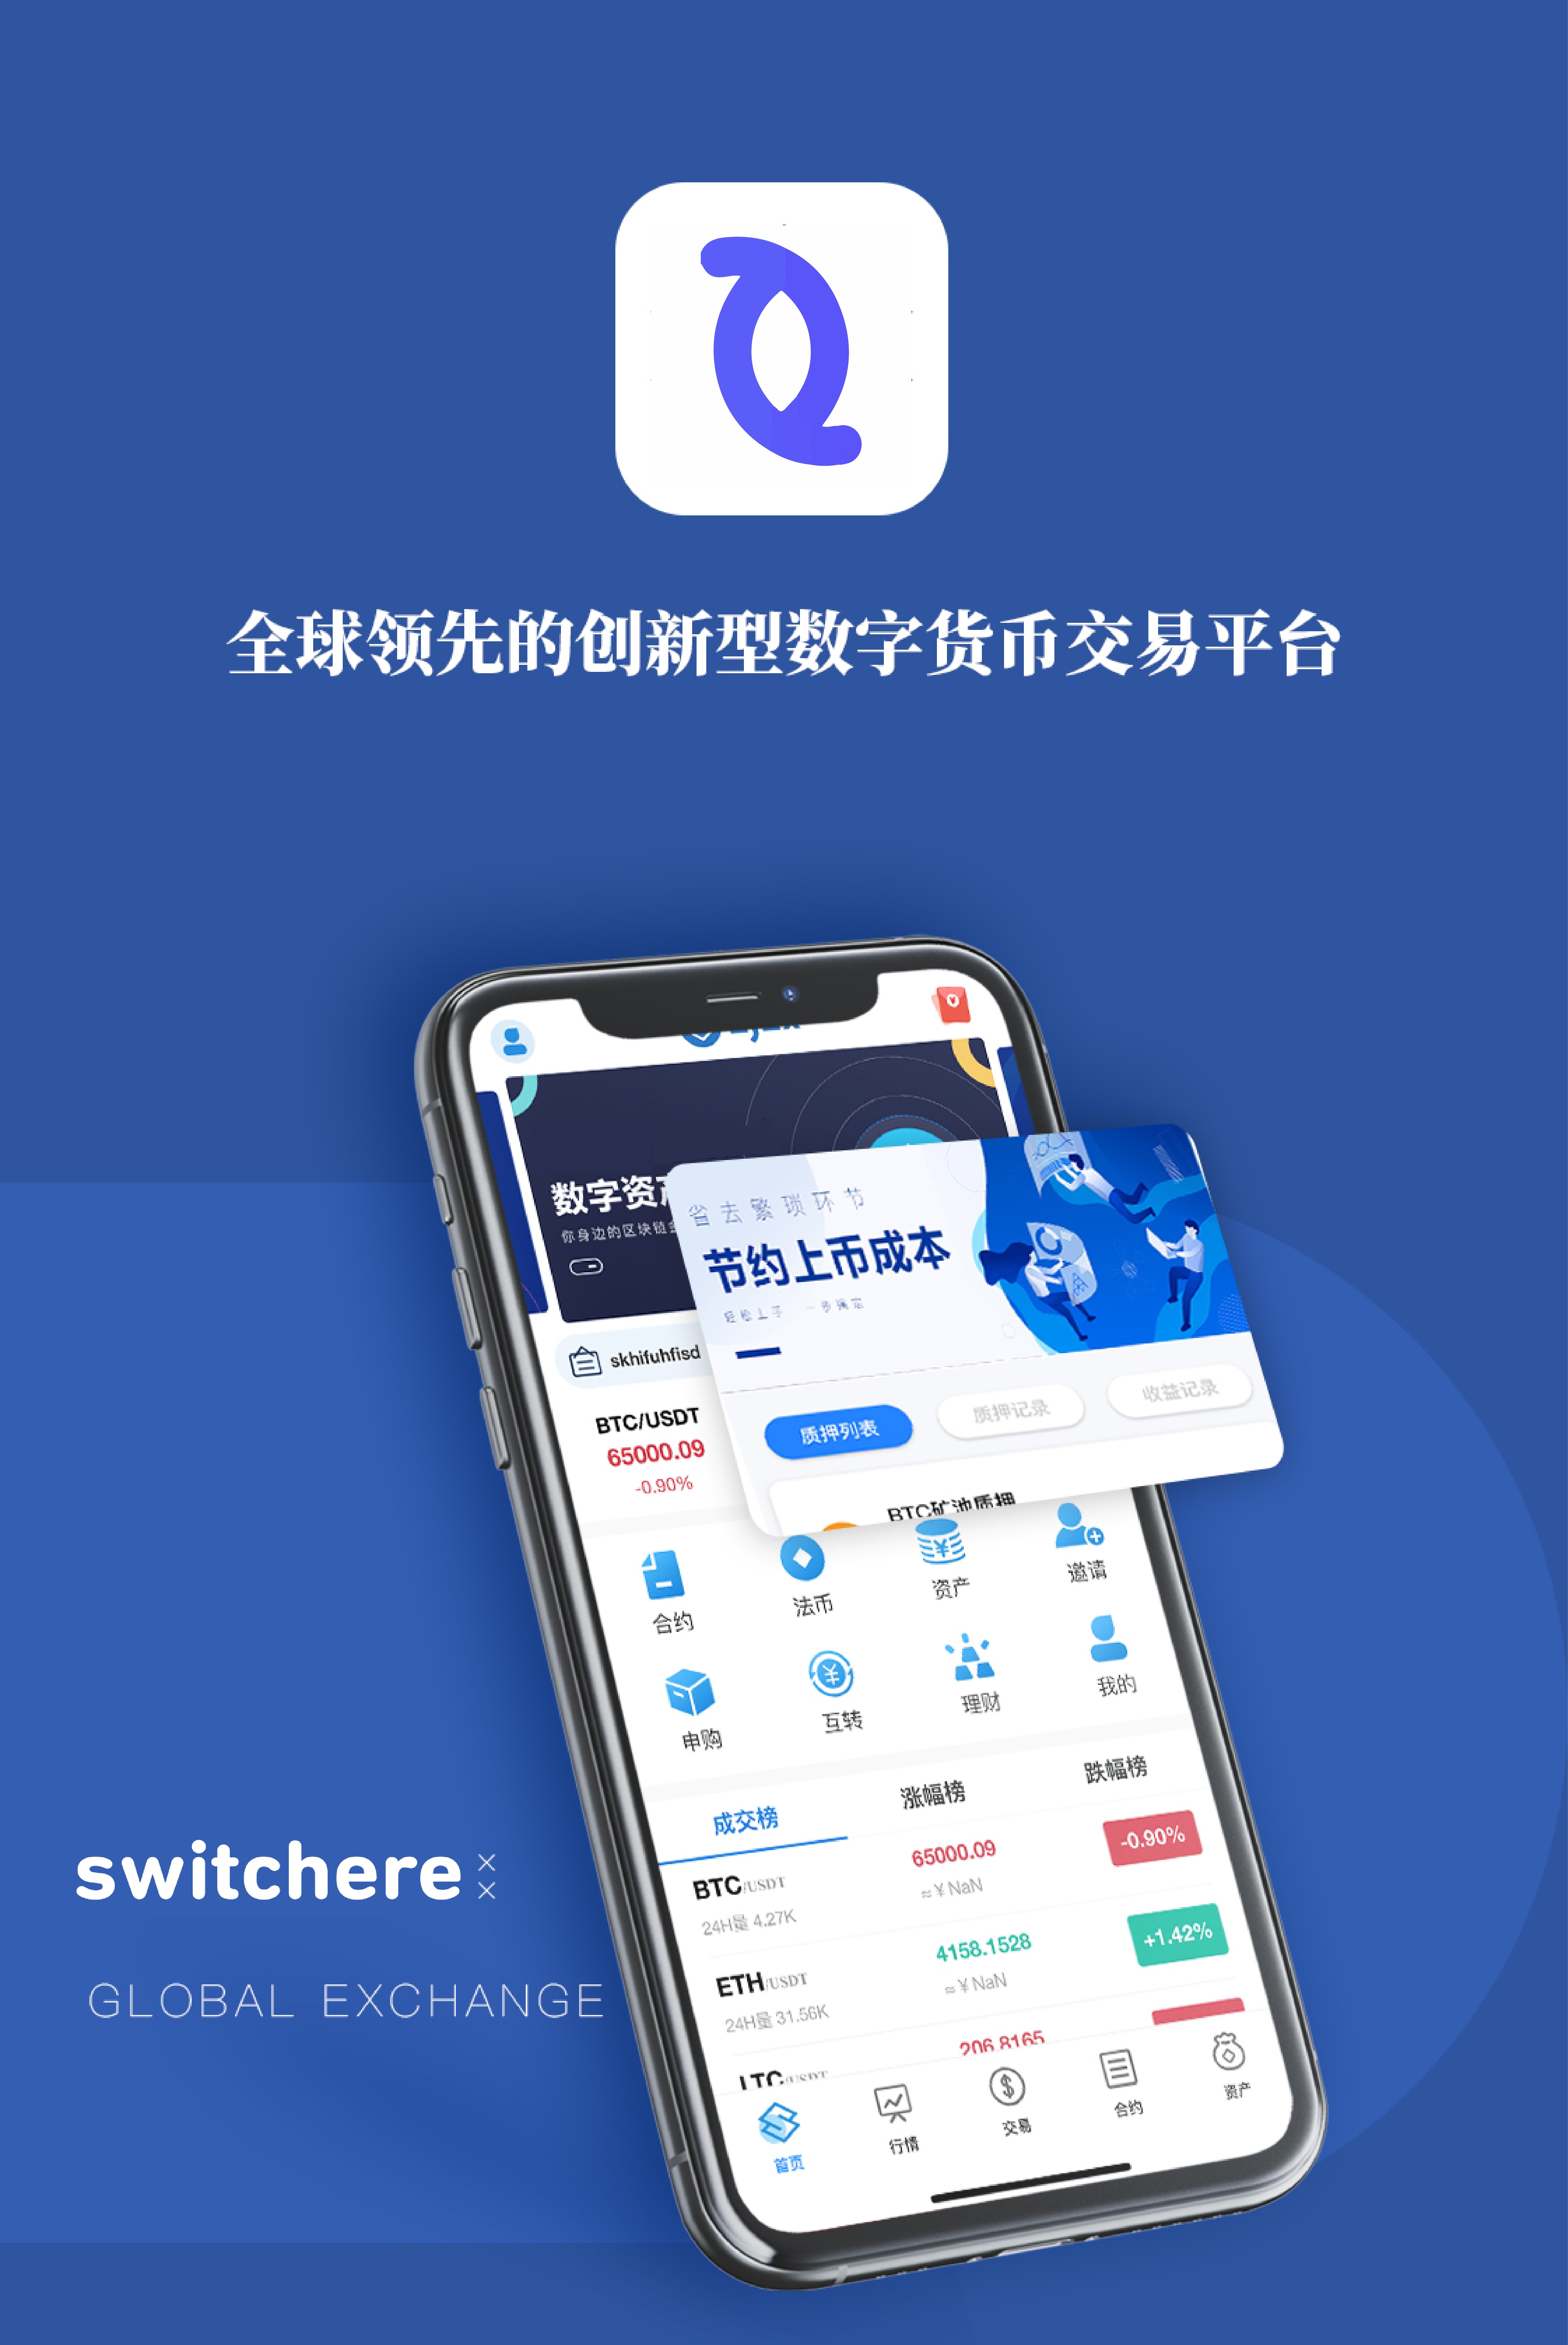 全球领先的创新型数字货币交易平台
数字资
你身边的区块链
省去繁琐环节
节约上币成本
轻松上手 一步搞定
skhifuhfisd
质押列表 质押记录 收益记录
BTC/USDT
65000.09
-0.90%
BTC矿池质押
合约 法币 资产 邀请
申购 互转 理财 我的
成交榜 涨幅榜 跌幅榜
BTC/USDT 65000.09 -0.90%
24H量 4.27K ≈￥NaN
ETH/USDT 4158.1528 +1.42%
24H量 31.56K ≈￥NaN
LTC/USDT 206.8165
首页 行情 交易 合约 资产
switchere
GLOBAL EXCHANGE